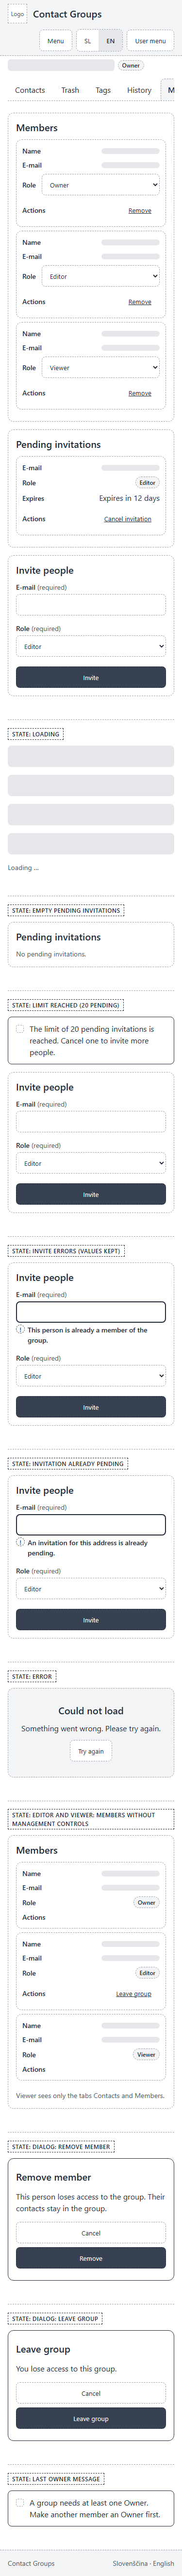 Logo
Contact Groups
Menu
SL
EN
User menu
Owner
Contacts
Trash
Tags
History
M
Members
Name
E-mail
Role
Owner
Actions
Remove
Name
E-mail
Role
Editor
Actions
Remove
Name
E-mail
Role
Viewer
Actions
Remove
Pending invitations
E-mail
Role
Editor
Expires
Expires in 12 days
Actions
Cancel invitation
Invite people
E-mail (required)
Role (required)
Editor
Invite
STATE: LOADING
Loading …
STATE: EMPTY PENDING INVITATIONS
Pending invitations
No pending invitations.
STATE: LIMIT REACHED (20 PENDING)
The limit of 20 pending invitations is
reached. Cancel one to invite more
people.
Invite people
E-mail (required)
Role (required)
Editor
Invite
STATE: INVITE ERRORS (VALUES KEPT)
Invite people
E-mail (required)
! This person is already a member of the
group.
Role (required)
Editor
Invite
STATE: INVITATION ALREADY PENDING
Invite people
E-mail (required)
! An invitation for this address is already
pending.
Role (required)
Editor
Invite
STATE: ERROR
Could not load
Something went wrong. Please try again.
Try again
STATE: EDITOR AND VIEWER: MEMBERS WITHOUT
MANAGEMENT CONTROLS
Members
Name
E-mail
Role
Owner
Actions
Name
E-mail
Role
Editor
Actions
Leave group
Name
E-mail
Role
Viewer
Actions
Viewer sees only the tabs Contacts and Members.
STATE: DIALOG: REMOVE MEMBER
Remove member
This person loses access to the group. Their
contacts stay in the group.
Cancel
Remove
STATE: DIALOG: LEAVE GROUP
Leave group
You lose access to this group.
Cancel
Leave group
STATE: LAST OWNER MESSAGE
A group needs at least one Owner.
Make another member an Owner first.
Contact Groups
Slovenščina · English